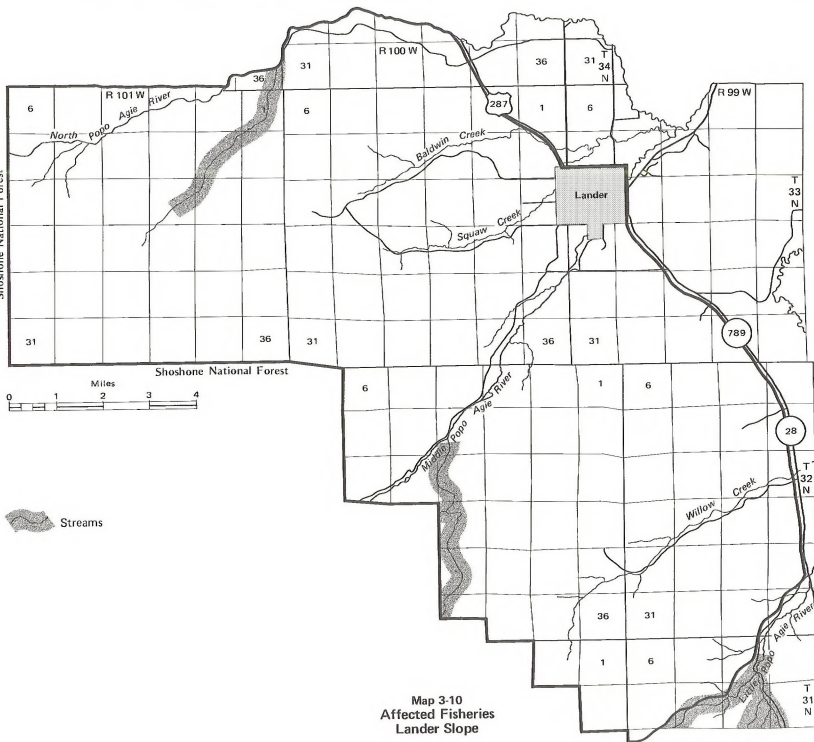 R 100 W
36
31
T
34
N
36
31
6
R 101 W
6
287
1
6
R 99 W
North Popo Agie River
Baldwin Creek
Lander
T
33
N
Shoshone National Forest
Squaw Creek
31
36
31
36
31
789
Shoshone National Forest
6
1
6
Miles
0 1 2 3 4
Middle Popo Agie River
28
T
32
N
Willow Creek
Streams
36
31
1
6
Little Popo Agie River
T
31
N
Map 3-10
Affected Fisheries
Lander Slope